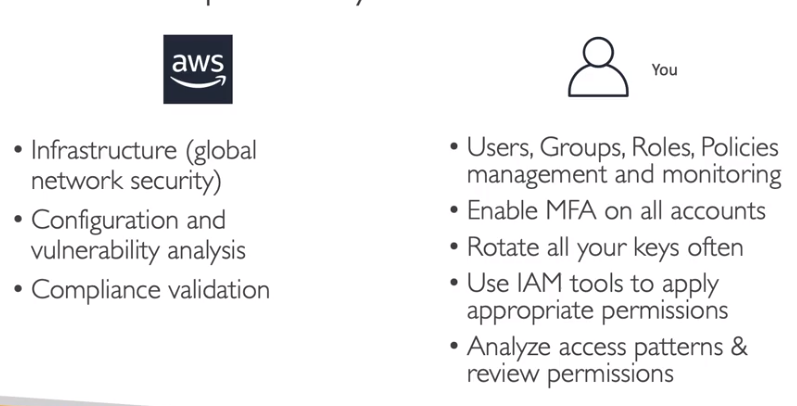 aws
You
• Infrastructure (global
network security)
• Configuration and
vulnerability analysis
• Compliance validation
• Users, Groups, Roles, Policies
management and monitoring
• Enable MFA on all accounts
• Rotate all your keys often
• Use IAM tools to apply
appropriate permissions
• Analyze access patterns &
review permissions